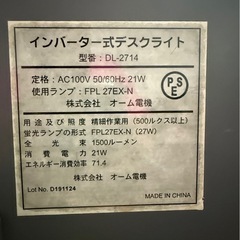 インバーター式デスクライト
型番：DL-2714
定格：AC100V 50/60Hz 21W
使用ランプ：FPL 27EX-N
株式会社 オーム電機
PSE
用途及び態度 精細作業用（500ルクス以上）
蛍光ランプの形式 FPL27EX-N（27W）
全光束 1500ルーメン
消費電力 21W
エネルギー消費効率 71.4
株式会社 オーム電機
Lot No. D191124
MADE IN CHINA